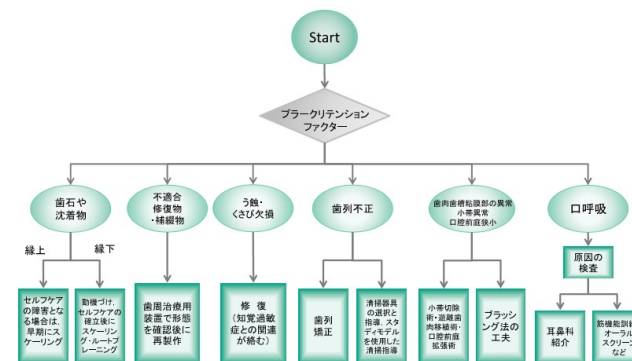 Start
プラークリテンション
ファクター
歯石や
沈着物
不適合
修復物
・補綴物
う蝕・
くさび欠損
歯列不正
歯肉歯槽粘膜部の異常
小帯異常
口腔前庭狭小
口呼吸
縁上
縁下
原因の
検査
セルフケア
の障害とな
る場合は、
早期にス
ケーリング
動機づけ、
セルフケアの
確立後に
スケーリン
グ・ルートプ
レーニング
歯周治療用
装置で形態
を確認後に
再製作
修 復
(知覚過敏
症との関連
が絡む)
歯列
矯正
清掃器具
の選択と
指導、スタ
ディモデル
を使用した
清掃指導
小帯切除
術・遊離歯
肉移植術・
口腔前庭
拡張術
ブラッシ
ング法の
工夫
耳鼻科
紹介
筋機能訓練
オーラル
スクリーン
など